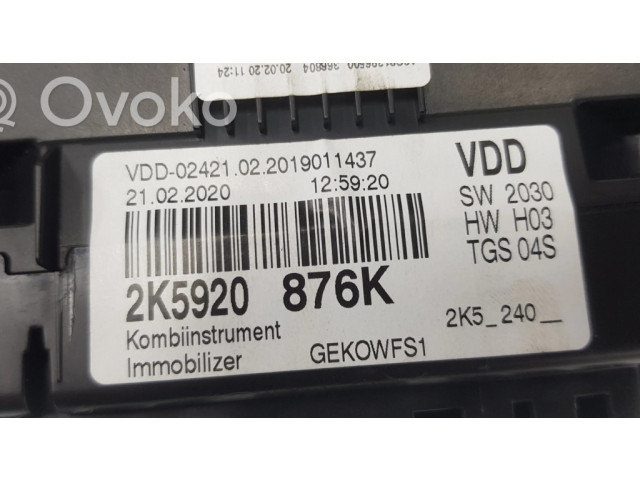 Ovoko
20.02.20 11:24
VDD-02421.02.2019011437
21.02.2020 12:59:20
VDD
SW 2030
HW H03
TGS 04S
2K5920 876K
Kombiinstrument
Immobilizer GEKOWFS1
2K5_240__